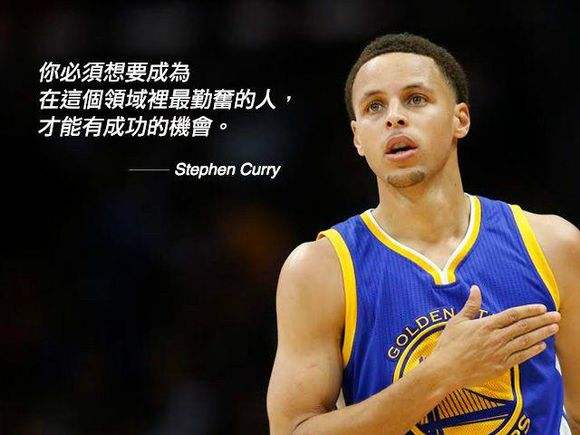 你必須想要成為
在這個領域裡最勤奮的人，
才能有成功的機會。
—— Stephen Curry
GOLDEN